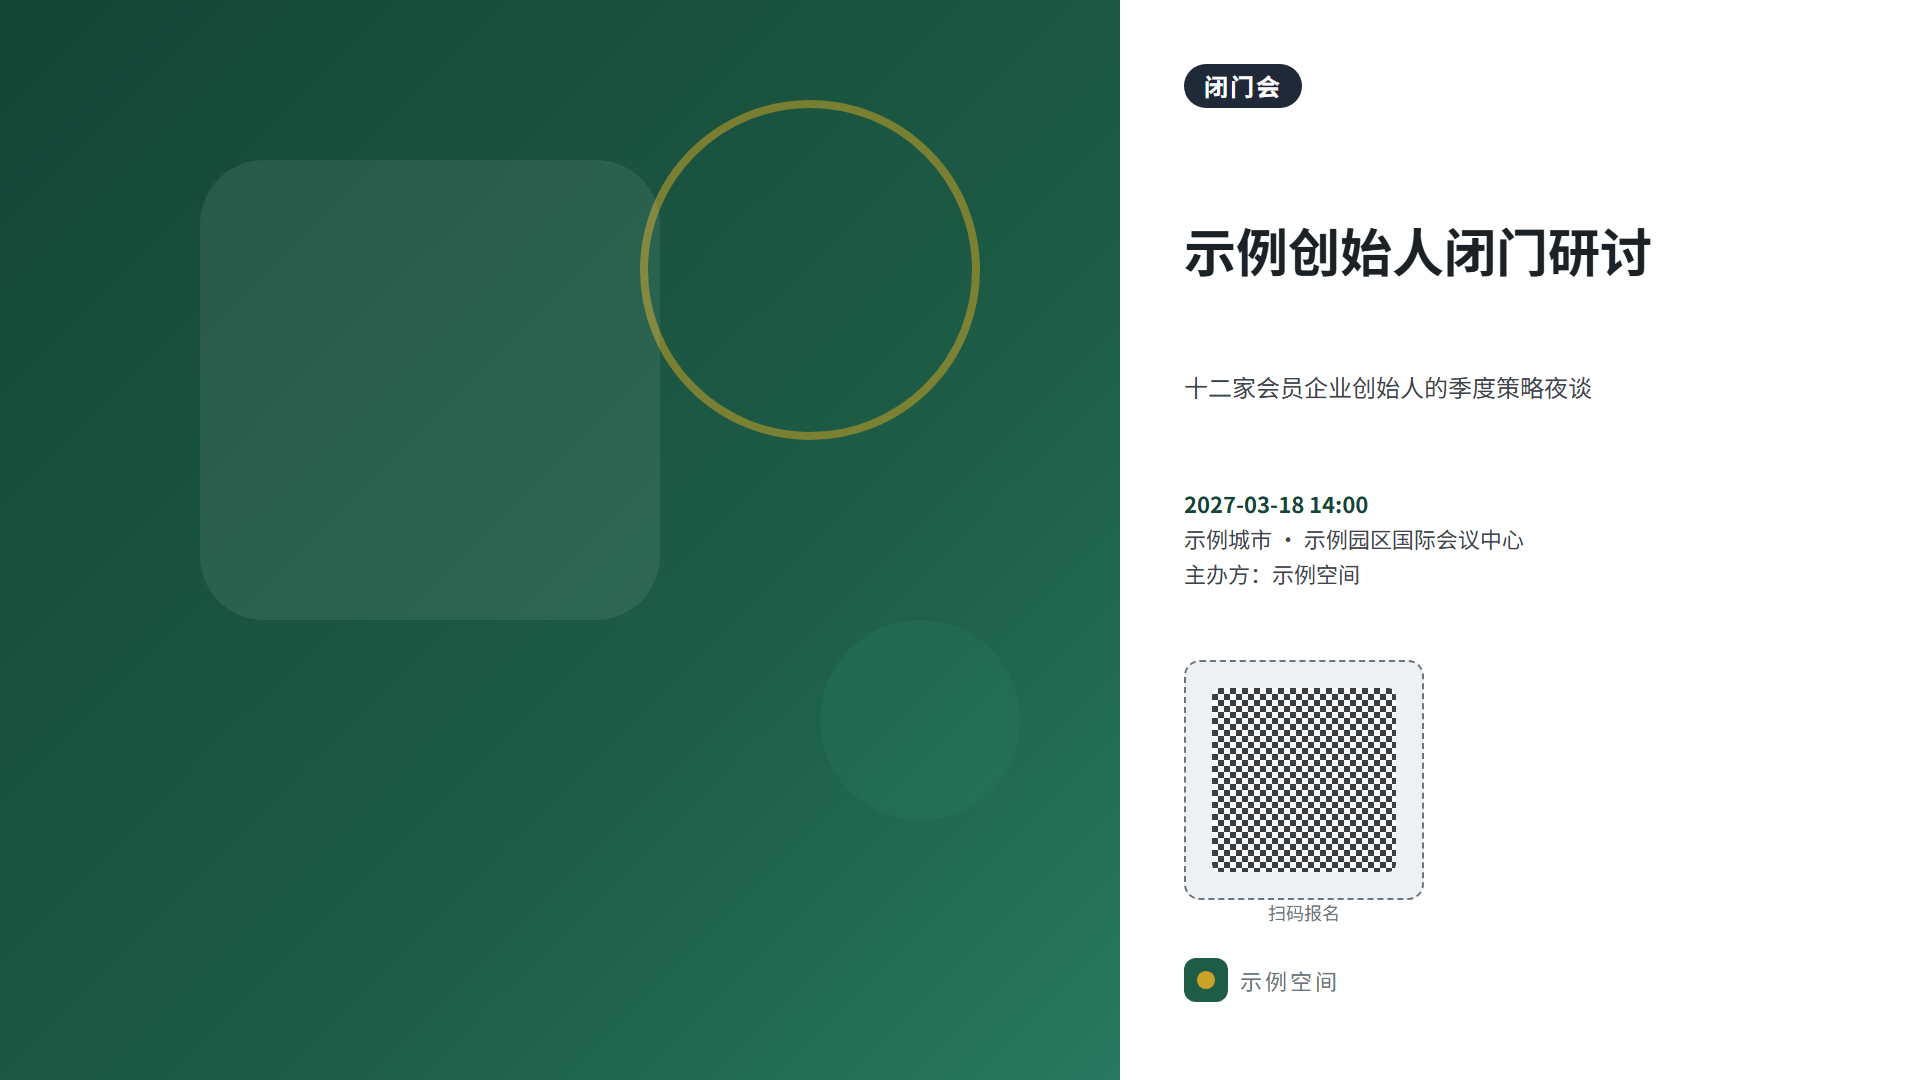 闭门会
示例创始人闭门研讨
十二家会员企业创始人的季度策略夜谈
2027-03-18 14:00
示例城市 · 示例园区国际会议中心
主办方：示例空间
扫码报名
示例空间